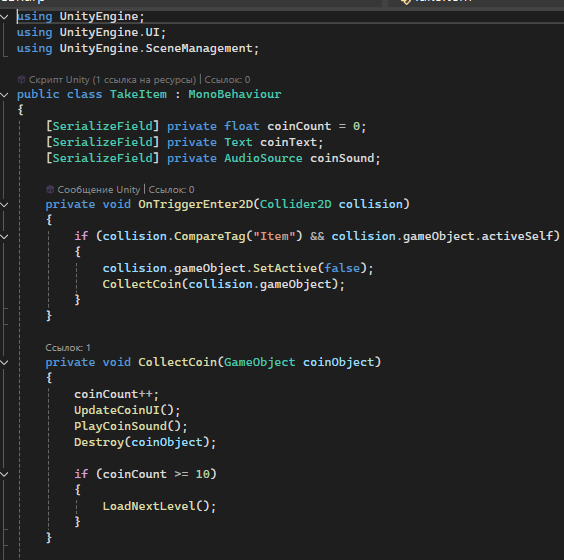 using UnityEngine;
using UnityEngine.UI;
using UnityEngine.SceneManagement;
Скрипт Unity (1 ссылка на ресурсы) | Ссылок: 0
public class TakeItem : MonoBehaviour
{
[SerializeField] private float coinCount = 0;
[SerializeField] private Text coinText;
[SerializeField] private AudioSource coinSound;
Сообщение Unity | Ссылок: 0
private void OnTriggerEnter2D(Collider2D collision)
{
if (collision.CompareTag("Item") && collision.gameObject.activeSelf)
{
collision.gameObject.SetActive(false);
CollectCoin(collision.gameObject);
}
}
Ссылок: 1
private void CollectCoin(GameObject coinObject)
{
coinCount++;
UpdateCoinUI();
PlayCoinSound();
Destroy(coinObject);
if (coinCount >= 10)
{
LoadNextLevel();
}
}